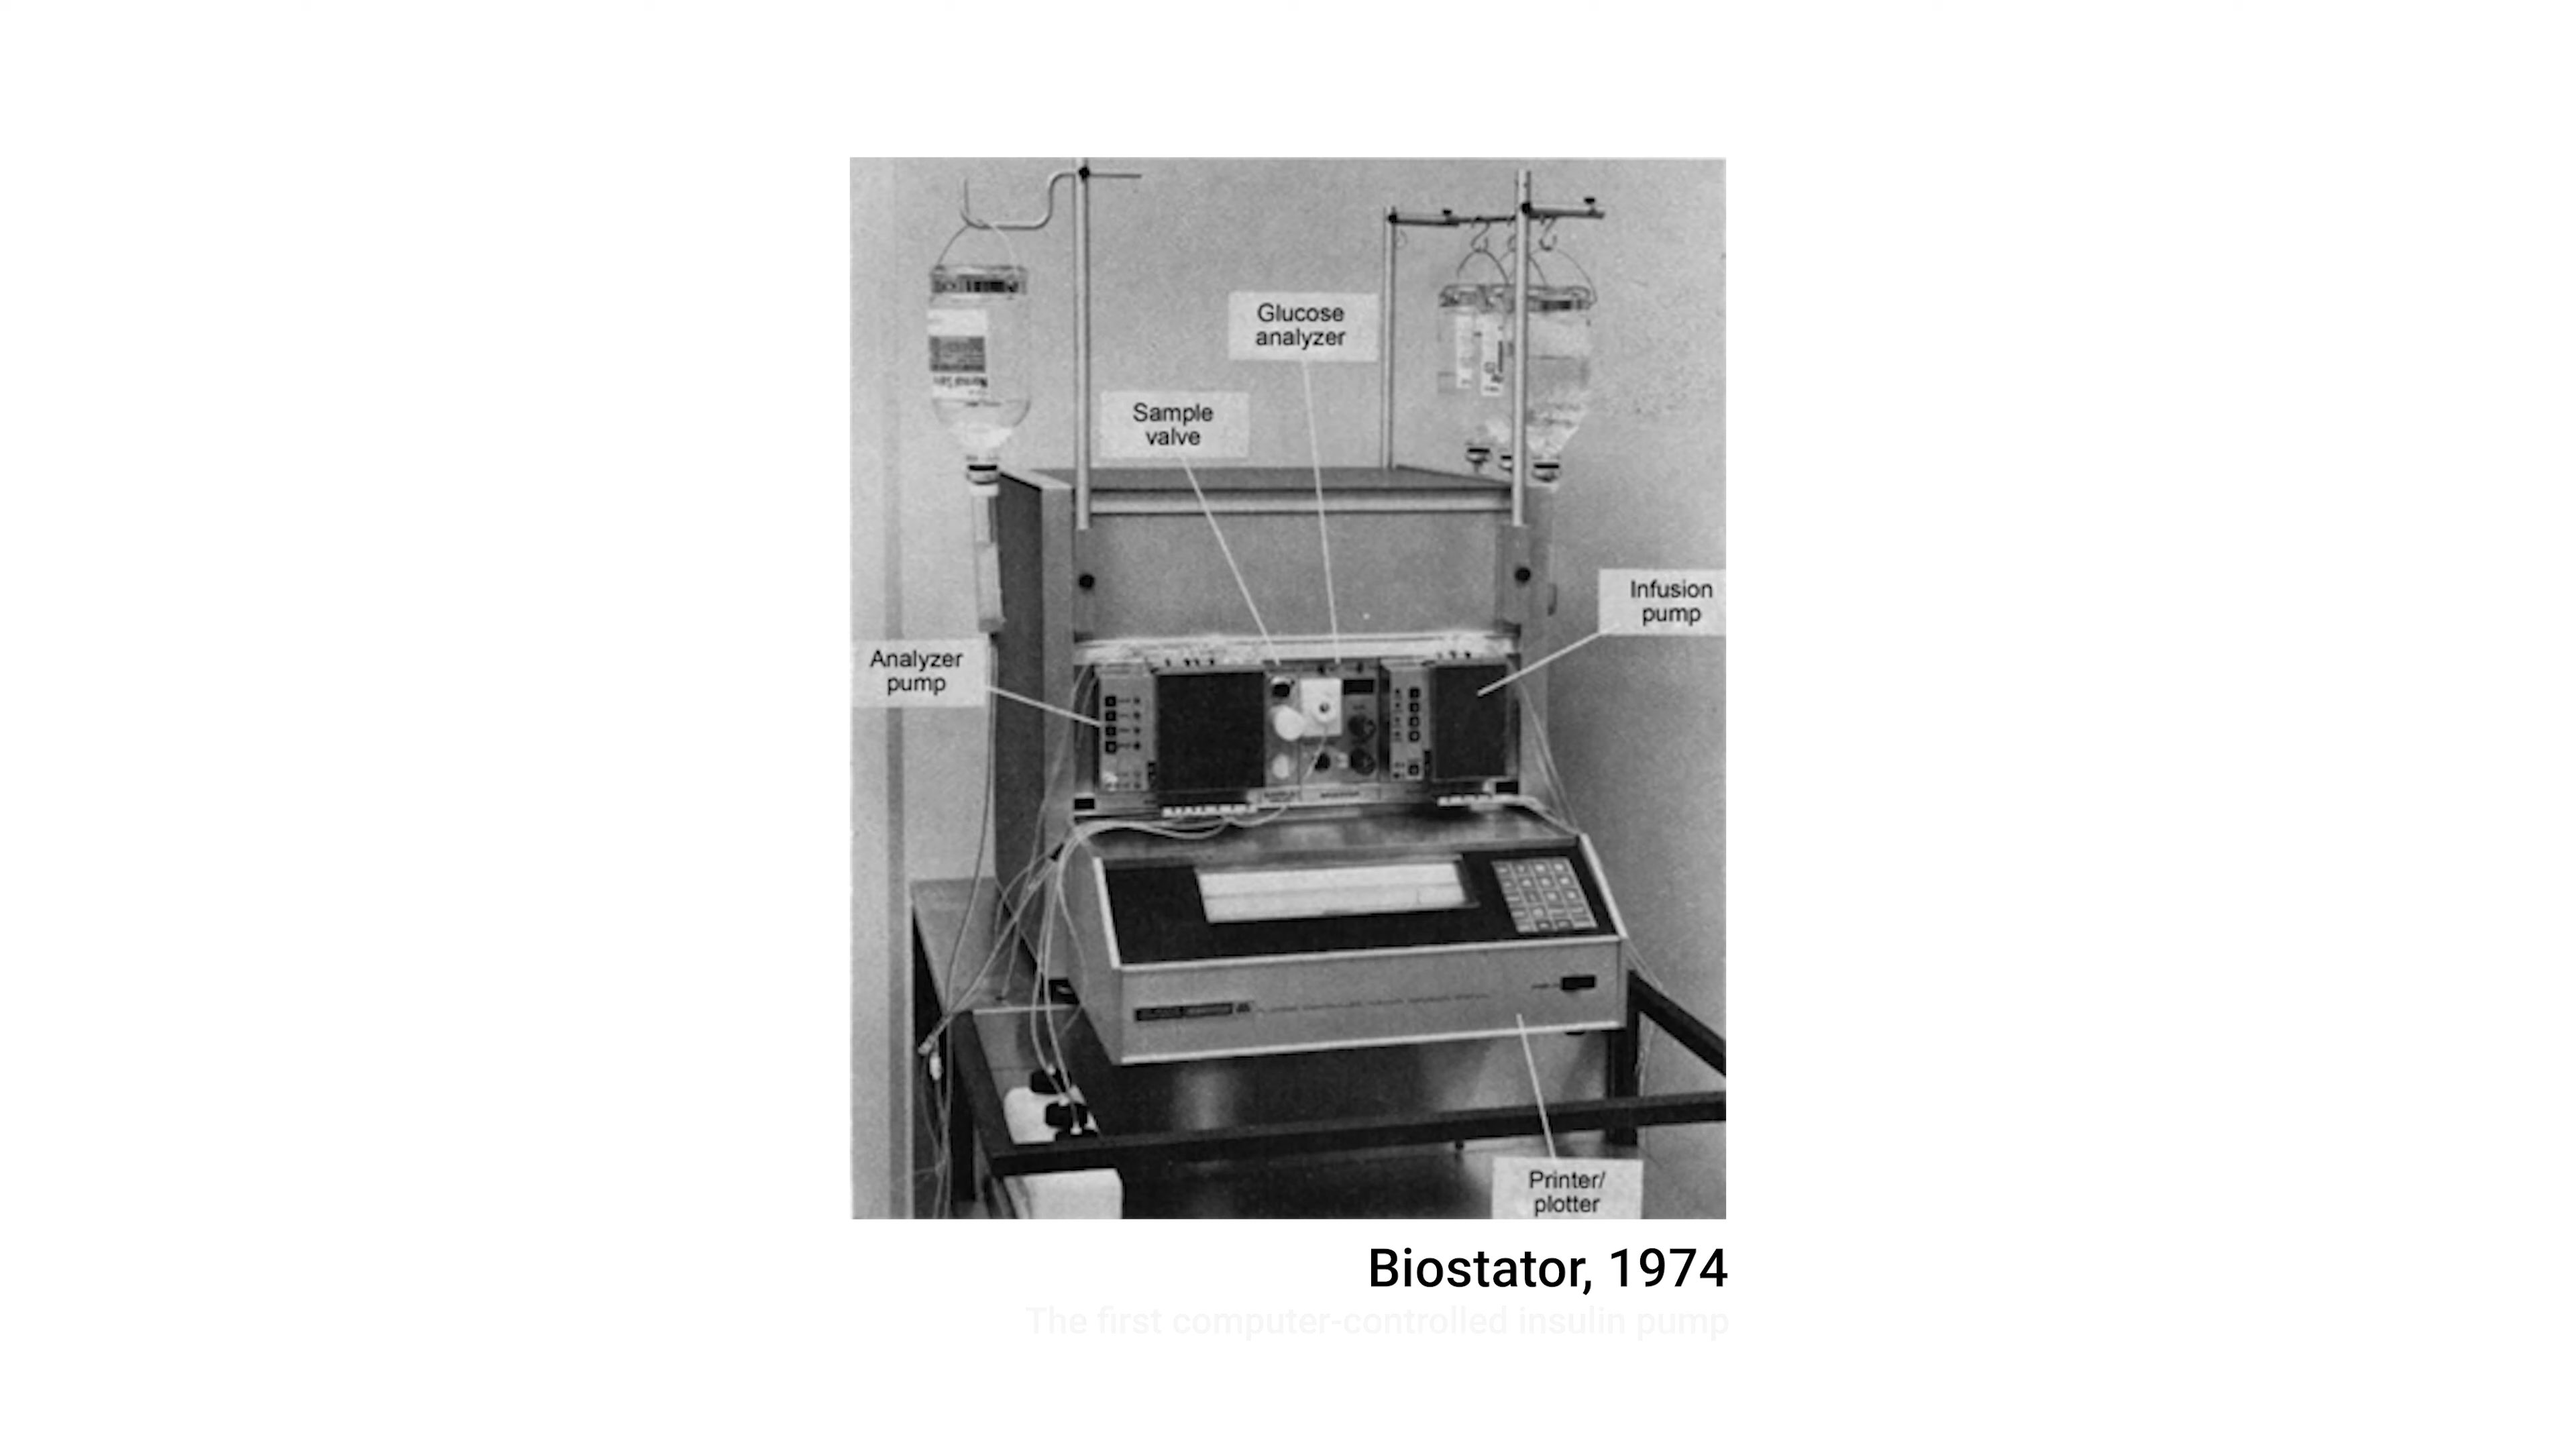 Glucose
analyzer
Sample
valve
Infusion
pump
Analyzer
pump
Printer/
plotter
Biostator, 1974
The first computer-controlled insulin pump